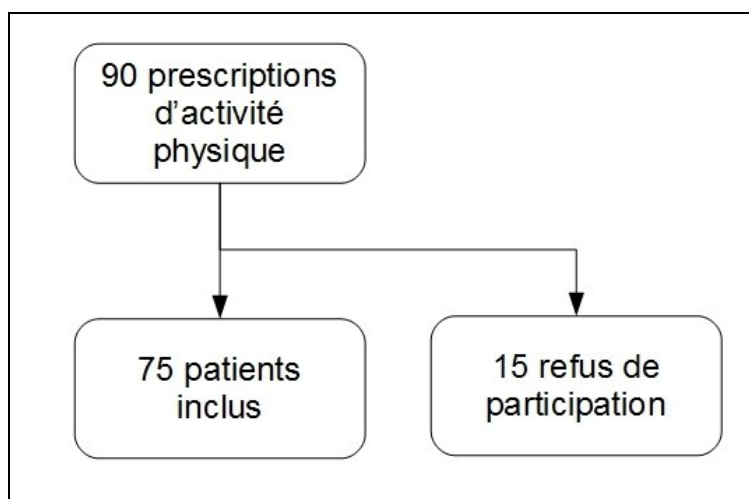 90 prescriptions
d’activité
physique
75 patients
inclus
15 refus de
participation